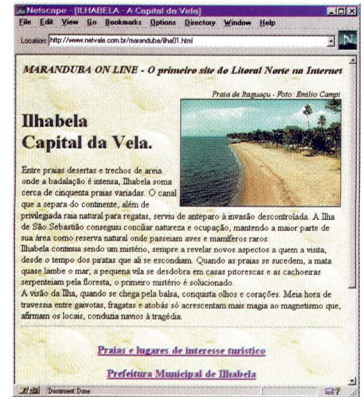 Netscape - [ILHABELA - A Capital da Vela]
File Edit View Go Bookmarks Options Directory Window Help
Location: http://www.netvale.com.br/maranduba/ilha01.html
N
MARANDUBA ON LINE - O primeiro site do Litoral Norte na Internet
Praia de Itaguaçu - Foto: Emilio Campi
Ilhabela
Capital da Vela.
Entre praias desertas e trechos de areia
onde a badalação é intensa, Ilhabela soma
cerca de cinquenta praias variadas. O canal
que a separa do continente, além de
privilegiada raia natural para regatas, serviu de anteparo à invasão descontrolada. A Ilha
de São Sebastião conseguiu conciliar natureza e ocupação, mantendo a maior parte de
sua área como reserva natural onde passeiam aves e mamíferos raros.
Ilhabela continua sendo um mistério, sempre a revelar novos aspectos a quem a visita,
desde o tempo dos piratas que ali se escondiam. Quando as praias se sucedem, a mata
quase lambe o mar, a pequena vila se desdobra em casas pitorescas e as cachoeiras
serpenteiam pela floresta, o primeiro mistério é solucionado.
A visão da Ilha, quando se chega pela balsa, conquista olhos e corações. Meia hora de
travessia entre gaivotas, fragatas e atobás só acrescentam mais magia ao magnetismo que,
afirmam os locais, conduzia navios à tragédia.
Praias e lugares de interesse turístico
Prefeitura Municipal de Ilhabela
Document: Done